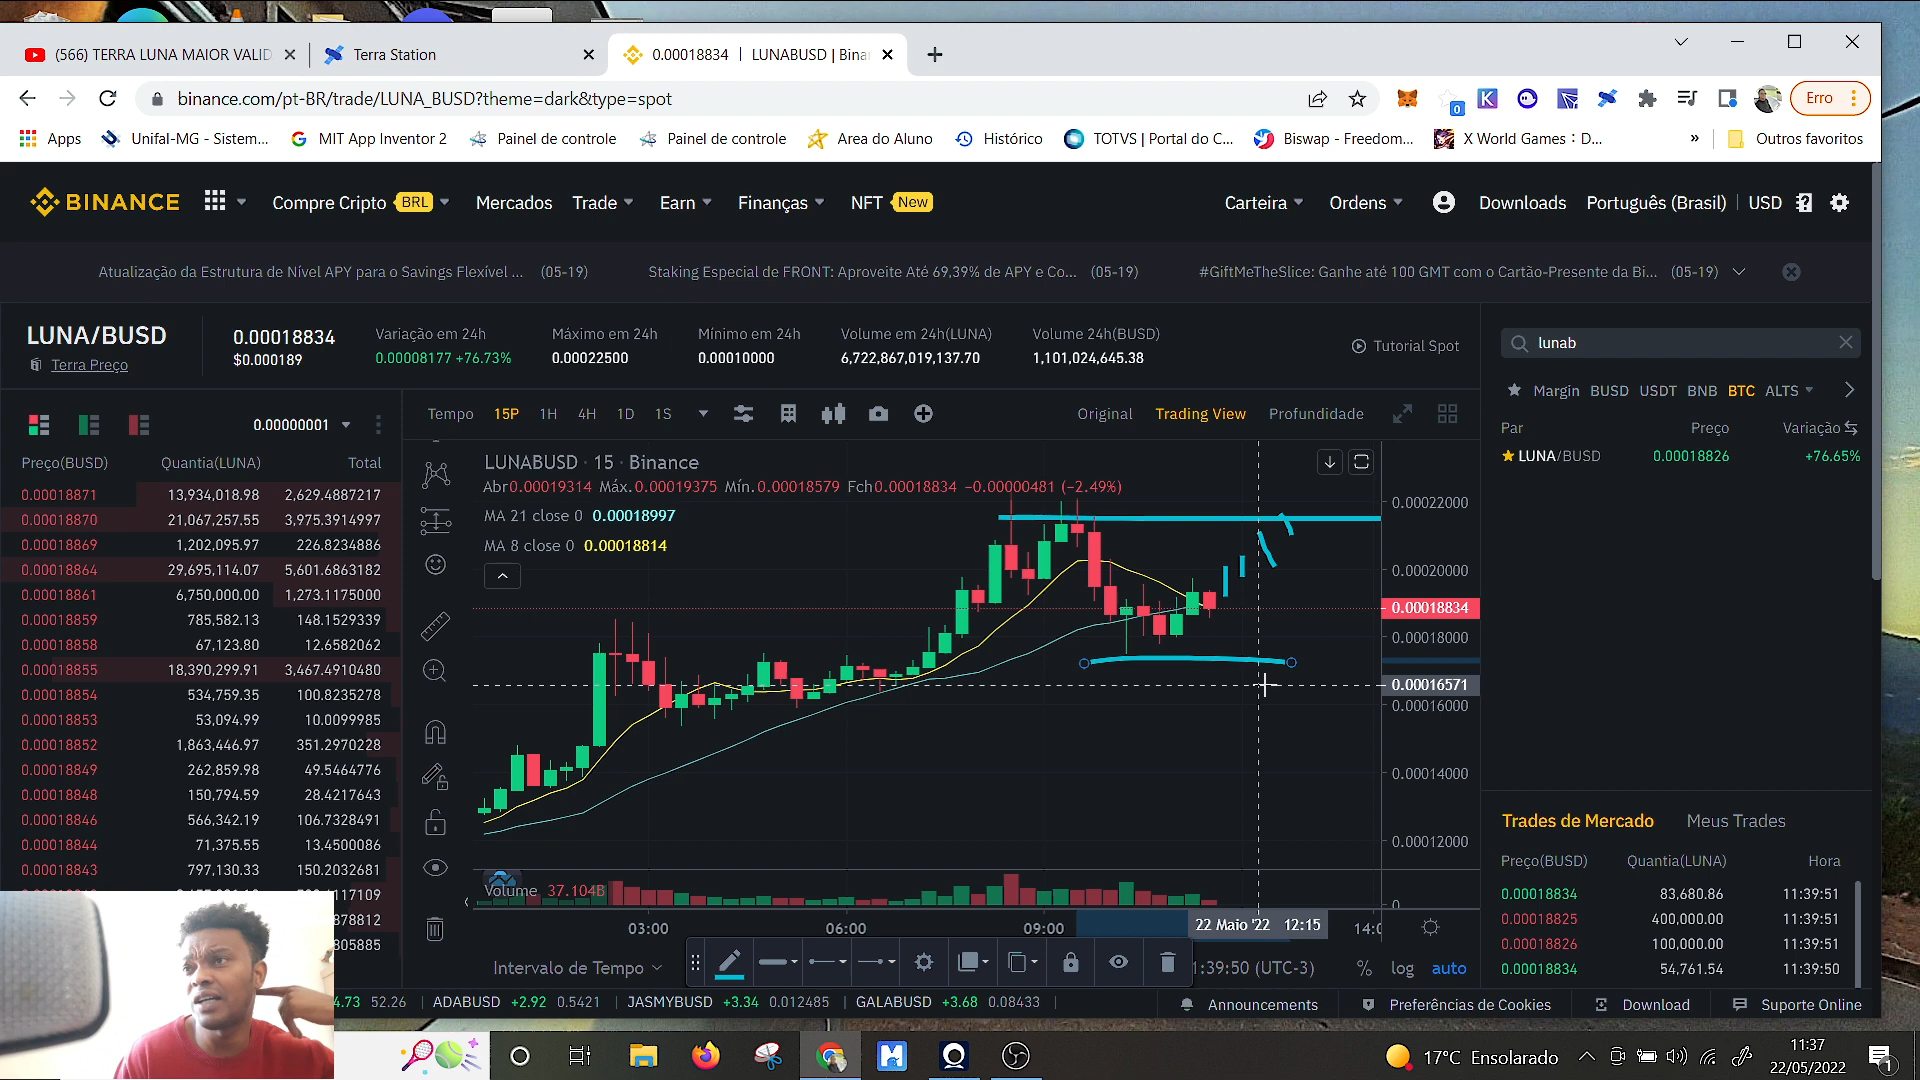 (566) TERRA LUNA MAIOR VALID
Terra Station
0.00018834 | LUNABUSD | Bina
binance.com/pt-BR/trade/LUNA_BUSD?theme=dark&type=spot
0
K
Erro
Apps
Unifal-MG - Sistem...
MIT App Inventor 2
Painel de controle
Painel de controle
Area do Aluno
Histórico
TOTVS | Portal do C...
Biswap - Freedom...
X World Games : D...
»
Outros favoritos
BINANCE
Compre Cripto BRL
Mercados
Trade
Earn
Finanças
NFT New
Carteira
Ordens
Downloads
Português (Brasil)
USD
Atualização da Estrutura de Nível APY para o Savings Flexível ... (05-19)
Staking Especial de FRONT: Aproveite Até 69,39% de APY e Co... (05-19)
#GiftMeTheSlice: Ganhe até 100 GMT com o Cartão-Presente da Bi... (05-19)
LUNA/BUSD
Terra Preço
0.00018834
$0.000189
Variação em 24h
0.00008177 +76.73%
Máximo em 24h
0.00022500
Mínimo em 24h
0.00010000
Volume em 24h(LUNA)
6,722,867,019,137.70
Volume 24h(BUSD)
1,101,024,645.38
Tutorial Spot
0.00000001
Preço(BUSD) Quantia(LUNA) Total
0.00018871 13,934,018.98 2,629.4887217
0.00018870 21,067,257.55 3,975.3914997
0.00018869 1,202,095.97 226.8234886
0.00018864 29,695,114.07 5,601.6863182
0.00018861 6,750,000.00 1,273.1175000
0.00018859 785,582.13 148.1529339
0.00018858 67,123.80 12.6582062
0.00018855 18,390,299.91 3,467.4910480
0.00018854 534,759.35 100.8235278
0.00018853 53,094.99 10.0099985
0.00018852 1,863,446.97 351.2970228
0.00018849 262,859.98 49.5464776
0.00018848 150,794.59 28.4217643
0.00018846 566,342.19 106.7328491
0.00018844 71,375.55 13.4500086
0.00018843 797,130.33 150.2032681
878812
805885
Tempo 15P 1H 4H 1D 1S
Original Trading View Profundidade
LUNABUSD · 15 · Binance
Abr0.00019314 Máx.0.00019375 Mín.0.00018579 Fch0.00018834 −0.00000481 (−2.49%)
MA 21 close 0 0.00018997
MA 8 close 0 0.00018814
0.00022000
0.00020000
0.00018834
0.00018000
0.00016571
0.00016000
0.00014000
0.00012000
0
Volume 37.104B
03:00
06:00
09:00
22 Maio '22 12:15
14:0
Intervalo de Tempo
1:39:50 (UTC-3)
% log auto
lunab
Margin BUSD USDT BNB BTC ALTS
Par Preço Variação
LUNA/BUSD 0.00018826 +76.65%
Trades de Mercado
Meus Trades
Preço(BUSD) Quantia(LUNA) Hora
0.00018834 83,680.86 11:39:51
0.00018825 400,000.00 11:39:51
0.00018826 100,000.00 11:39:51
0.00018834 54,761.54 11:39:50
4.73 52.26
ADABUSD +2.92 0.5421
JASMYBUSD +3.34 0.012485
GALABUSD +3.68 0.08433
Announcements
Preferências de Cookies
Download
Suporte Online
17°C Ensolarado
11:37
22/05/2022
1